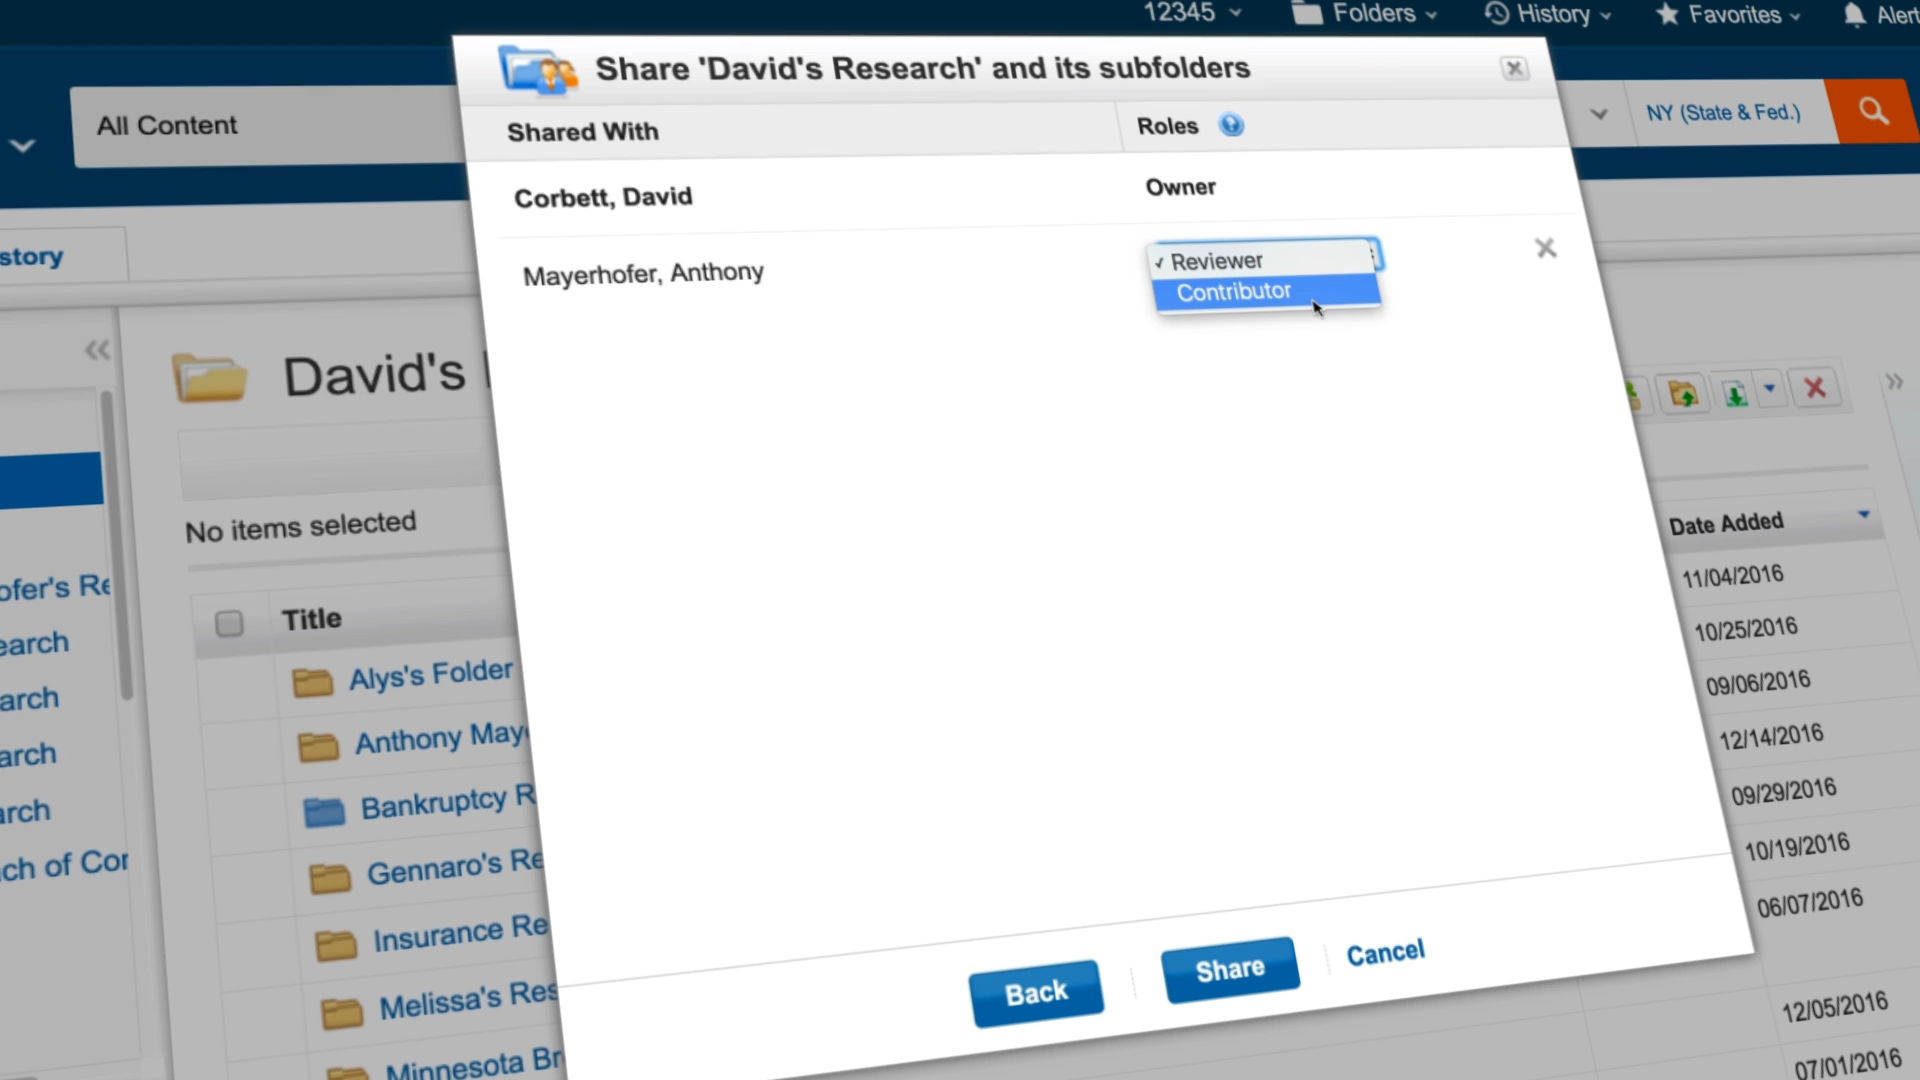 12345
Folders
History
Favorites
Alert
All Content
NY (State & Fed.)
Share 'David's Research' and its subfolders
Shared With
Roles
Corbett, David
Owner
Mayerhofer, Anthony
✓ Reviewer
Contributor
Back
Share
Cancel
story
David's
No items selected
Title
Alys's Folder
Anthony May
Bankruptcy R
Gennaro's Re
Insurance Re
Melissa's Res
Minnesota Br
ofer's Re
earch
arch
arch
arch
ch of Cor
Date Added
11/04/2016
10/25/2016
09/06/2016
12/14/2016
09/29/2016
10/19/2016
06/07/2016
12/05/2016
07/01/2016